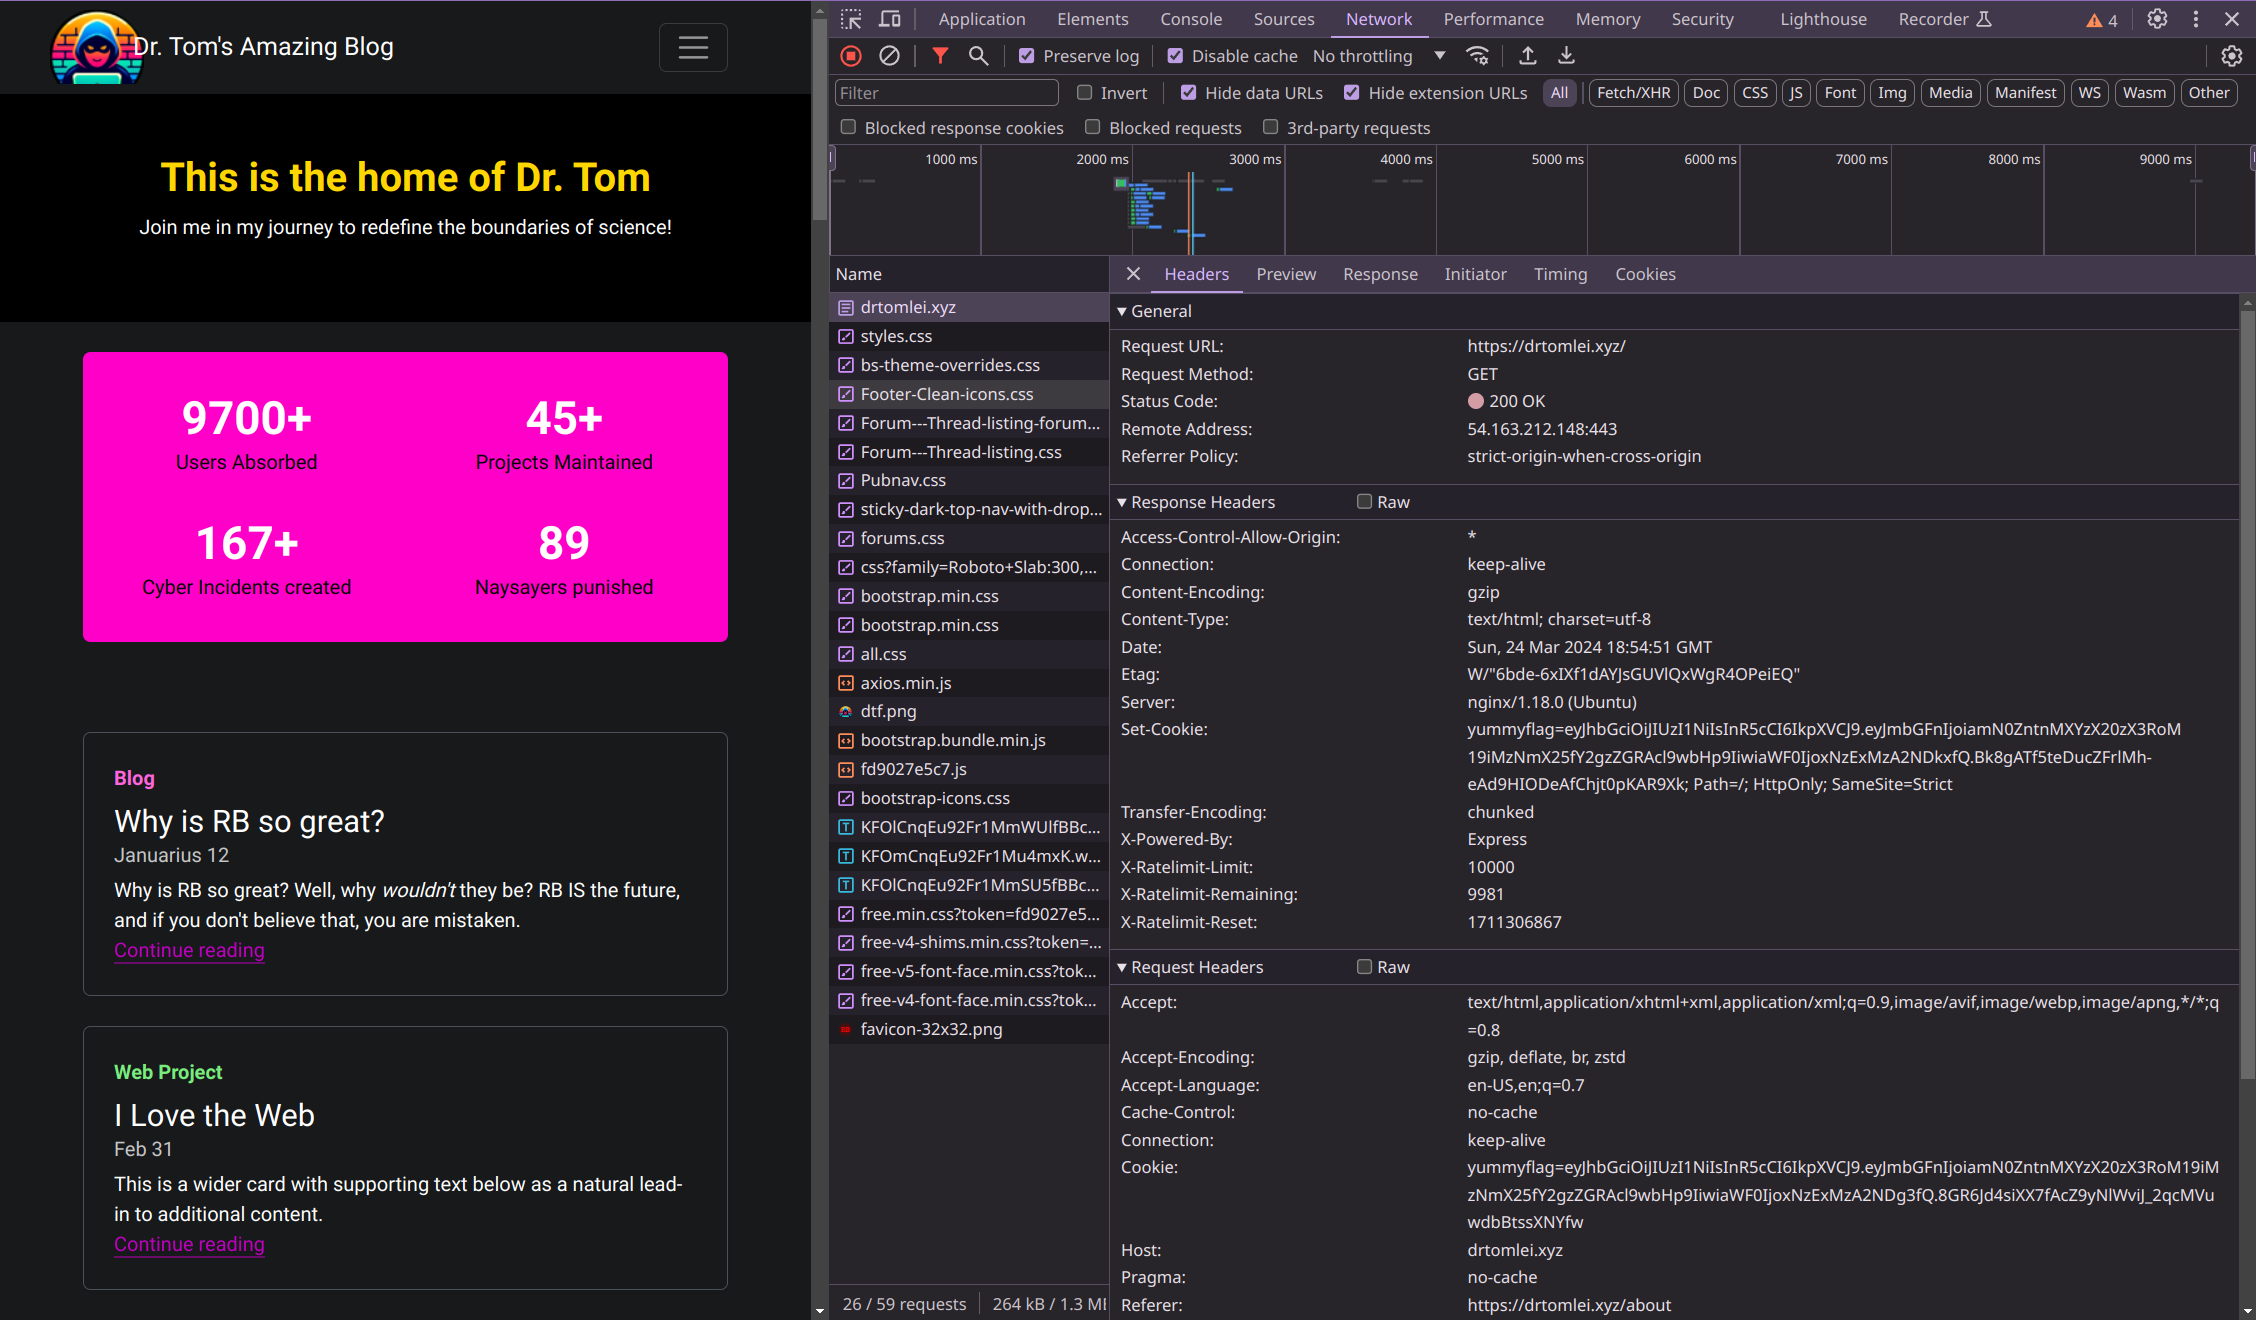 Dr. Tom's Amazing Blog
This is the home of Dr. Tom
Join me in my journey to redefine the boundaries of science!
9700+
Users Absorbed
45+
Projects Maintained
167+
Cyber Incidents created
89
Naysayers punished
Blog
Why is RB so great?
Januarius 12
Why is RB so great? Well, why wouldn't they be? RB IS the future,
and if you don't believe that, you are mistaken.
Continue reading
Web Project
I Love the Web
Feb 31
This is a wider card with supporting text below as a natural lead-
in to additional content.
Continue reading
Application Elements Console Sources Network Performance Memory Security Lighthouse Recorder 4
Preserve log Disable cache No throttling
Filter Invert Hide data URLs Hide extension URLs All Fetch/XHR Doc CSS JS Font Img Media Manifest WS Wasm Other
Blocked response cookies Blocked requests 3rd-party requests
1000 ms 2000 ms 3000 ms 4000 ms 5000 ms 6000 ms 7000 ms 8000 ms 9000 ms
Name
drtomlei.xyz
styles.css
bs-theme-overrides.css
Footer-Clean-icons.css
Forum---Thread-listing-forum...
Forum---Thread-listing.css
Pubnav.css
sticky-dark-top-nav-with-drop...
forums.css
css?family=Roboto+Slab:300,...
bootstrap.min.css
bootstrap.min.css
all.css
axios.min.js
dtf.png
bootstrap.bundle.min.js
fd9027e5c7.js
bootstrap-icons.css
KFOlCnqEu92Fr1MmWUlfBBc...
KFOmCnqEu92Fr1Mu4mxK.w...
KFOlCnqEu92Fr1MmSU5fBBc...
free.min.css?token=fd9027e5...
free-v4-shims.min.css?token=...
free-v5-font-face.min.css?tok...
free-v4-font-face.min.css?tok...
favicon-32x32.png
26 / 59 requests 264 kB / 1.3 M
Headers Preview Response Initiator Timing Cookies
General
Request URL: https://drtomlei.xyz/
Request Method: GET
Status Code: 200 OK
Remote Address: 54.163.212.148:443
Referrer Policy: strict-origin-when-cross-origin
Response Headers Raw
Access-Control-Allow-Origin: *
Connection: keep-alive
Content-Encoding: gzip
Content-Type: text/html; charset=utf-8
Date: Sun, 24 Mar 2024 18:54:51 GMT
Etag: W/"6bde-6xIXf1dAYJsGUVlQxWgR4OPeiEQ"
Server: nginx/1.18.0 (Ubuntu)
Set-Cookie: yummyflag=eyJhbGciOiJIUzI1NiIsInR5cCI6IkpXVCJ9.eyJmbGFnIjoiamN0ZntnMXYzX20zX3RoM
19iMzNmX25fY2gzZGRAcl9wbHp9IiwiaWF0IjoxNzExMzA2NDkxfQ.Bk8gATf5teDucZFrlMh-
eAd9HIODeAfChjt0pKAR9Xk; Path=/; HttpOnly; SameSite=Strict
Transfer-Encoding: chunked
X-Powered-By: Express
X-Ratelimit-Limit: 10000
X-Ratelimit-Remaining: 9981
X-Ratelimit-Reset: 1711306867
Request Headers Raw
Accept: text/html,application/xhtml+xml,application/xml;q=0.9,image/avif,image/webp,image/apng,*/*;q
=0.8
Accept-Encoding: gzip, deflate, br, zstd
Accept-Language: en-US,en;q=0.7
Cache-Control: no-cache
Connection: keep-alive
Cookie: yummyflag=eyJhbGciOiJIUzI1NiIsInR5cCI6IkpXVCJ9.eyJmbGFnIjoiamN0ZntnMXYzX20zX3RoM19iM
zNmX25fY2gzZGRAcl9wbHp9IiwiaWF0IjoxNzExMzA2NDg3fQ.8GR6Jd4siXX7fAcZ9yNlWviJ_2qcMVu
wdbBtssXNYfw
Host: drtomlei.xyz
Pragma: no-cache
Referer: https://drtomlei.xyz/about